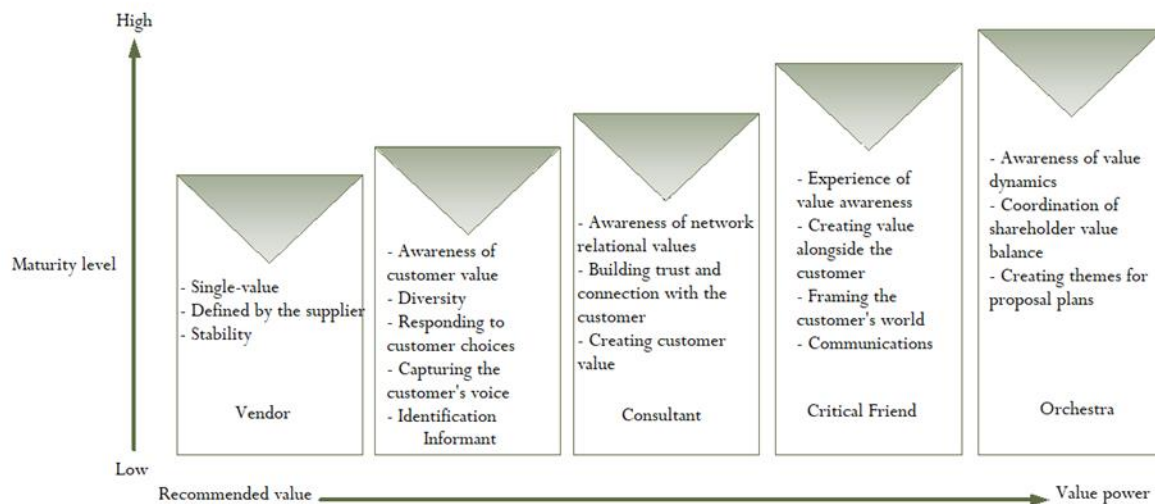 High
Maturity level
Low
- Single-value
- Defined by the supplier
- Stability
Vendor
- Awareness of
customer value
- Diversity
- Responding to
customer choices
- Capturing the
customer's voice
- Identification
Informant
- Awareness of network
relational values
- Building trust and
connection with the
customer
- Creating customer
value
Consultant
- Experience of
value awareness
- Creating value
alongside the
customer
- Framing the
customer's world
- Communications
Critical Friend
- Awareness of value
dynamics
- Coordination of
shareholder value
balance
- Creating themes for
proposal plans
Orchestra
Recommended value
Value power